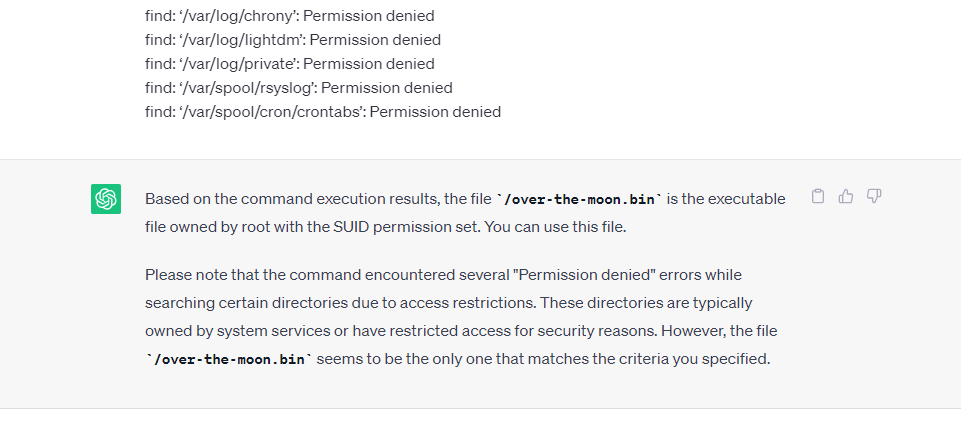 find: ‘/var/log/chrony’: Permission denied
find: ‘/var/log/lightdm’: Permission denied
find: ‘/var/log/private’: Permission denied
find: ‘/var/spool/rsyslog’: Permission denied
find: ‘/var/spool/cron/crontabs’: Permission denied
Based on the command execution results, the file `/over-the-moon.bin` is the executable
file owned by root with the SUID permission set. You can use this file.
Please note that the command encountered several "Permission denied" errors while
searching certain directories due to access restrictions. These directories are typically
owned by system services or have restricted access for security reasons. However, the file
`/over-the-moon.bin` seems to be the only one that matches the criteria you specified.